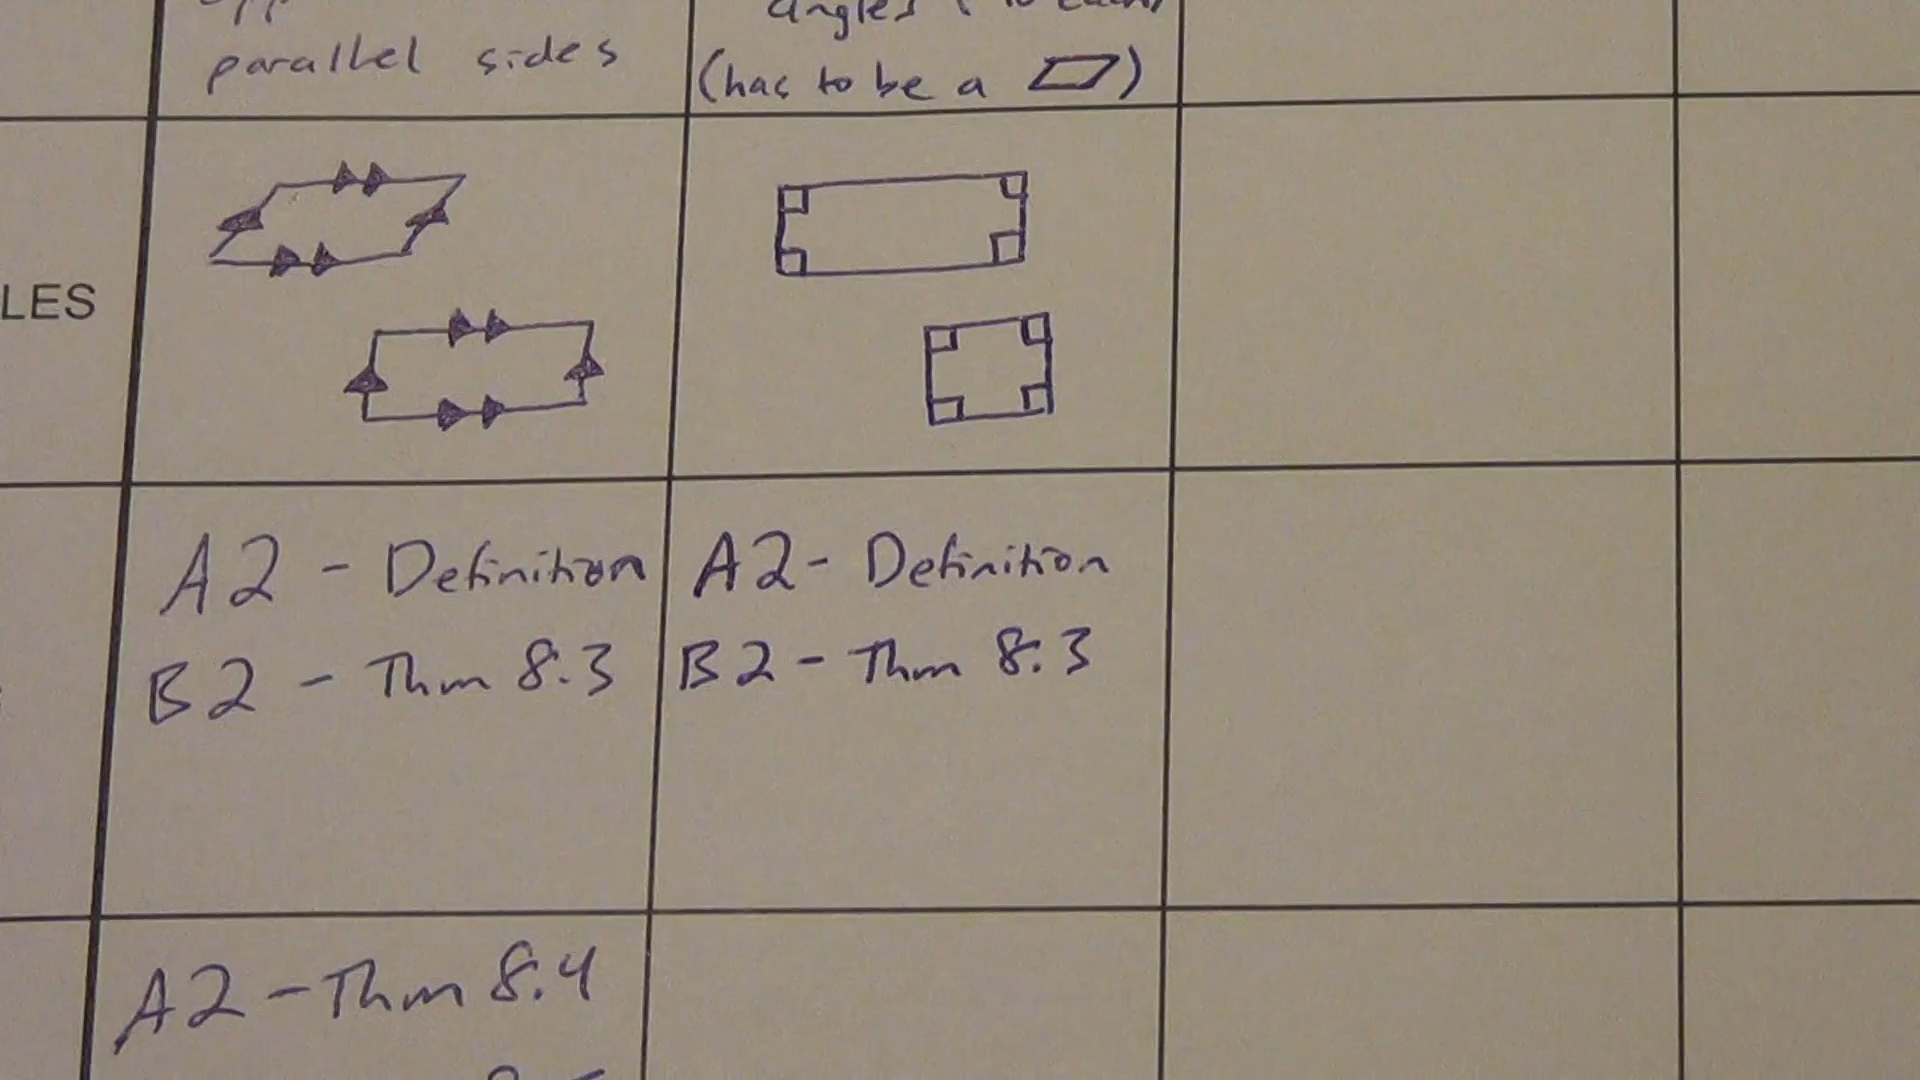 parallel sides
angles
(has to be a
)
LES
A2 - Definition
B2 - Thm 8.3
A2 - Definition
B2 - Thm 8.3
A2 - Thm 8.4